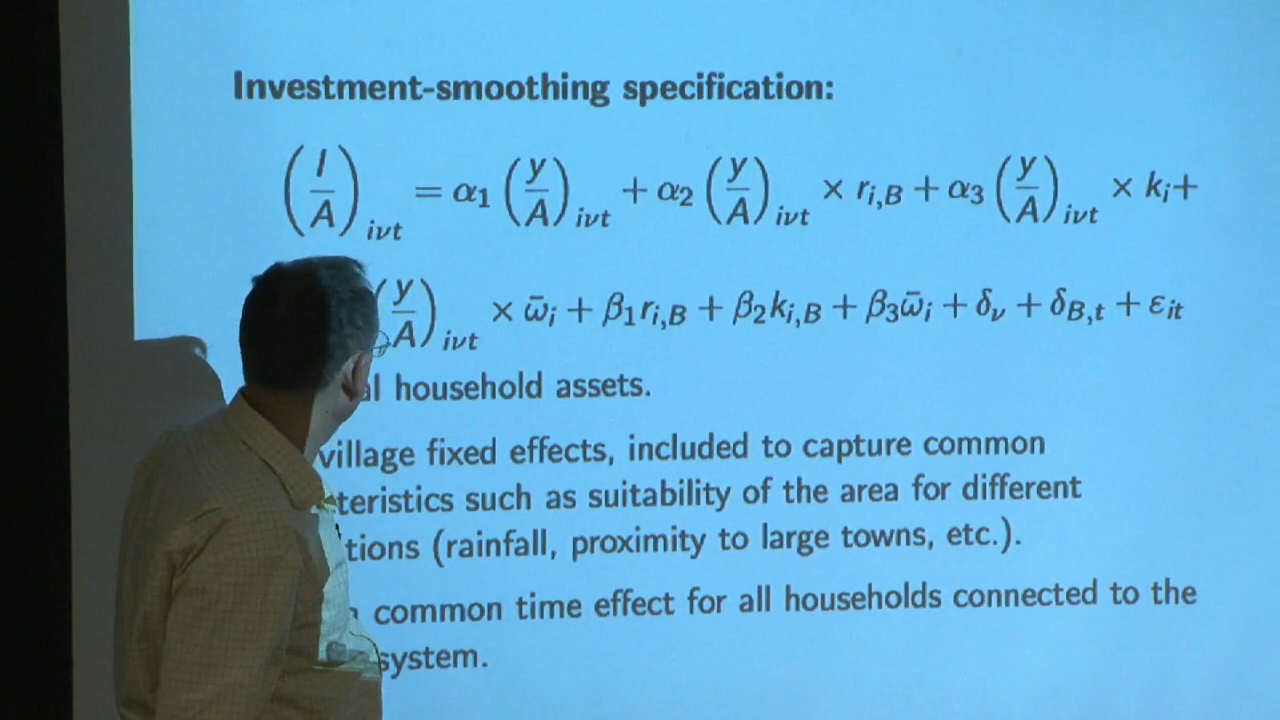 Investment-smoothing specification:
(I/A)_{iνt} = α₁ (y/A)_{iνt} + α₂ (y/A)_{iνt} × r_{i,B} + α₃ (y/A)_{iνt} × k_i+
(y/A)_{iνt} × ω̄_i + β₁r_{i,B} + β₂k_{i,B} + β₃ω̄_i + δ_ν + δ_{B,t} + ε_{it}
household assets.
village fixed effects, included to capture common
such as suitability of the area for different
(rainfall, proximity to large towns, etc.).
common time effect for all households connected to the
system.